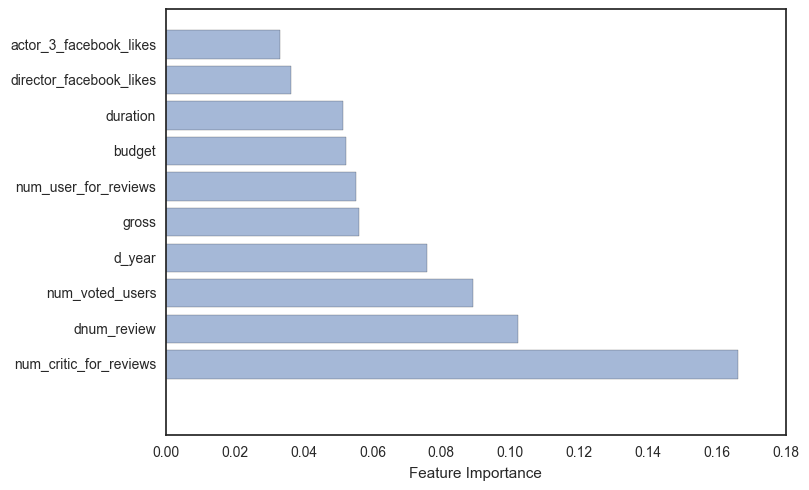 actor_3_facebook_likes
director_facebook_likes
duration
budget
num_user_for_reviews
gross
d_year
num_voted_users
dnum_review
num_critic_for_reviews
0.00 0.02 0.04 0.06 0.08 0.10 0.12 0.14 0.16 0.18
Feature Importance